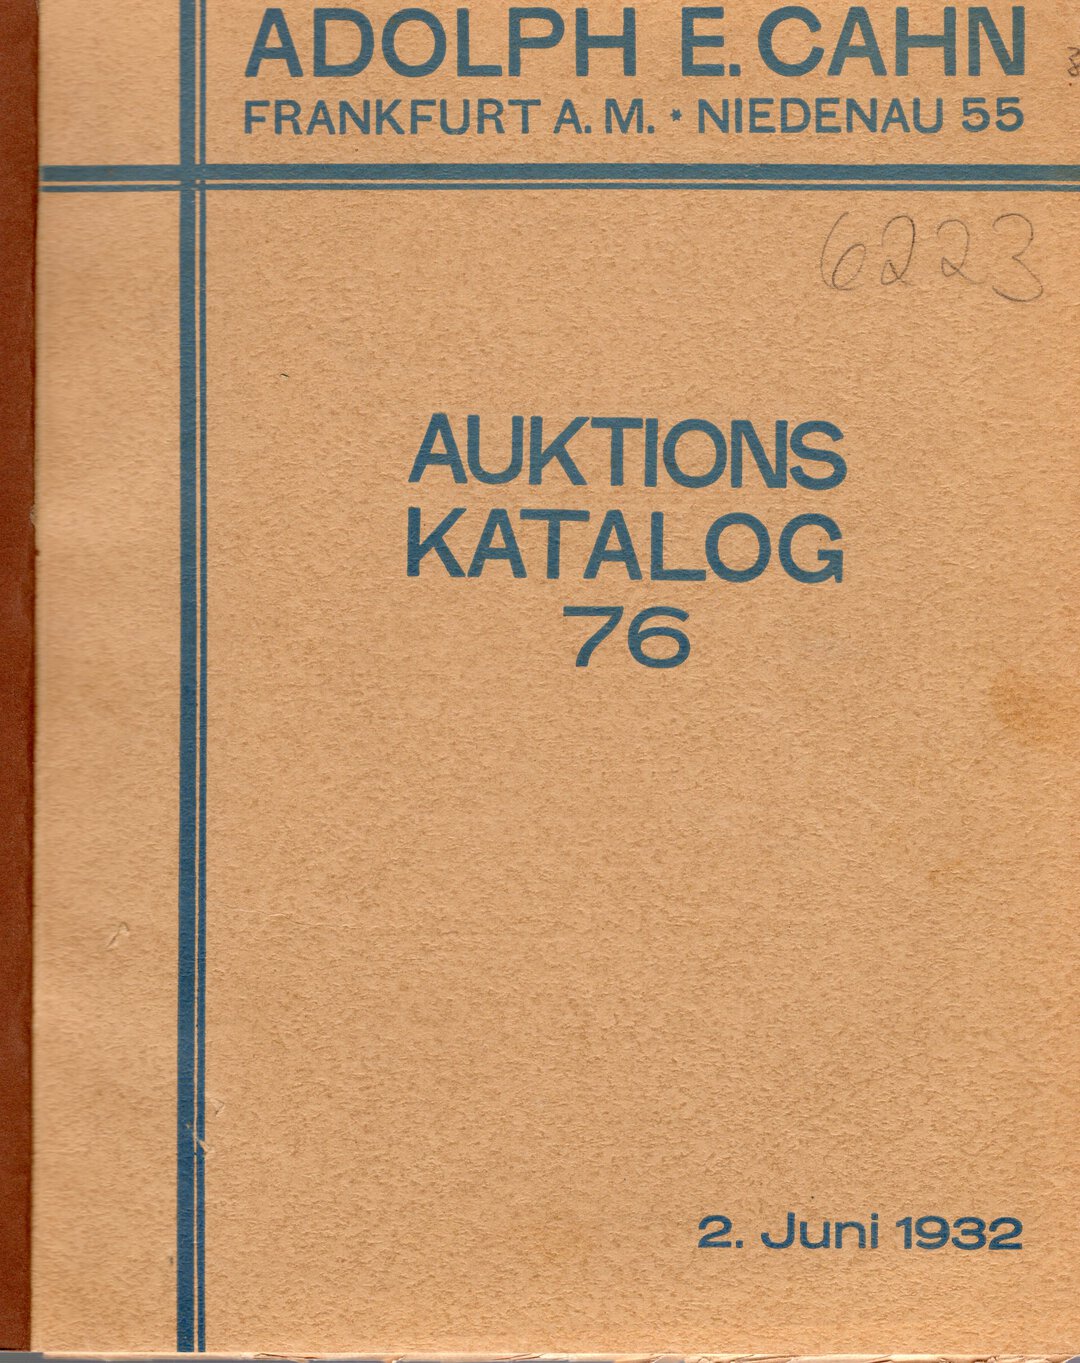 ADOLPH E. CAHN
FRANKFURT A. M. * NIEDENAU 55
6223
AUKTIONS
KATALOG
76
2. Juni 1932